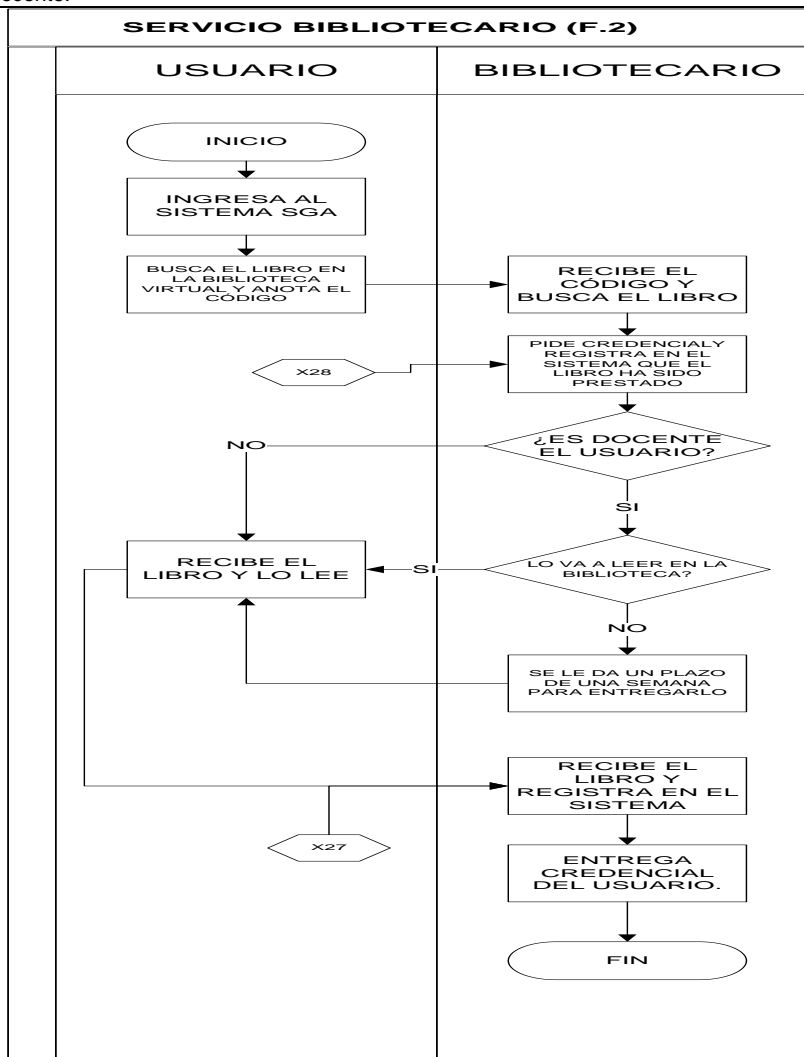 SERVICIO BIBLIOTECARIO (F.2)
USUARIO
BIBLIOTECARIO
INICIO
INGRESA AL
SISTEMA SGA
BUSCA EL LIBRO EN
LA BIBLIOTECA
VIRTUAL Y ANOTA EL
CÓDIGO
RECIBE EL
CÓDIGO Y
BUSCA EL LIBRO
X28
PIDE CREDENCIALY
REGISTRA EN EL
SISTEMA QUE EL
LIBRO HA SIDO
PRESTADO
¿ES DOCENTE
EL USUARIO?
NO
SI
RECIBE EL
LIBRO Y LO LEE
SI
LO VA A LEER EN LA
BIBLIOTECA?
NO
SE LE DA UN PLAZO
DE UNA SEMANA
PARA ENTREGARLO
RECIBE EL
LIBRO Y
REGISTRA EN EL
SISTEMA
X27
ENTREGA
CREDENCIAL
DEL USUARIO.
FIN